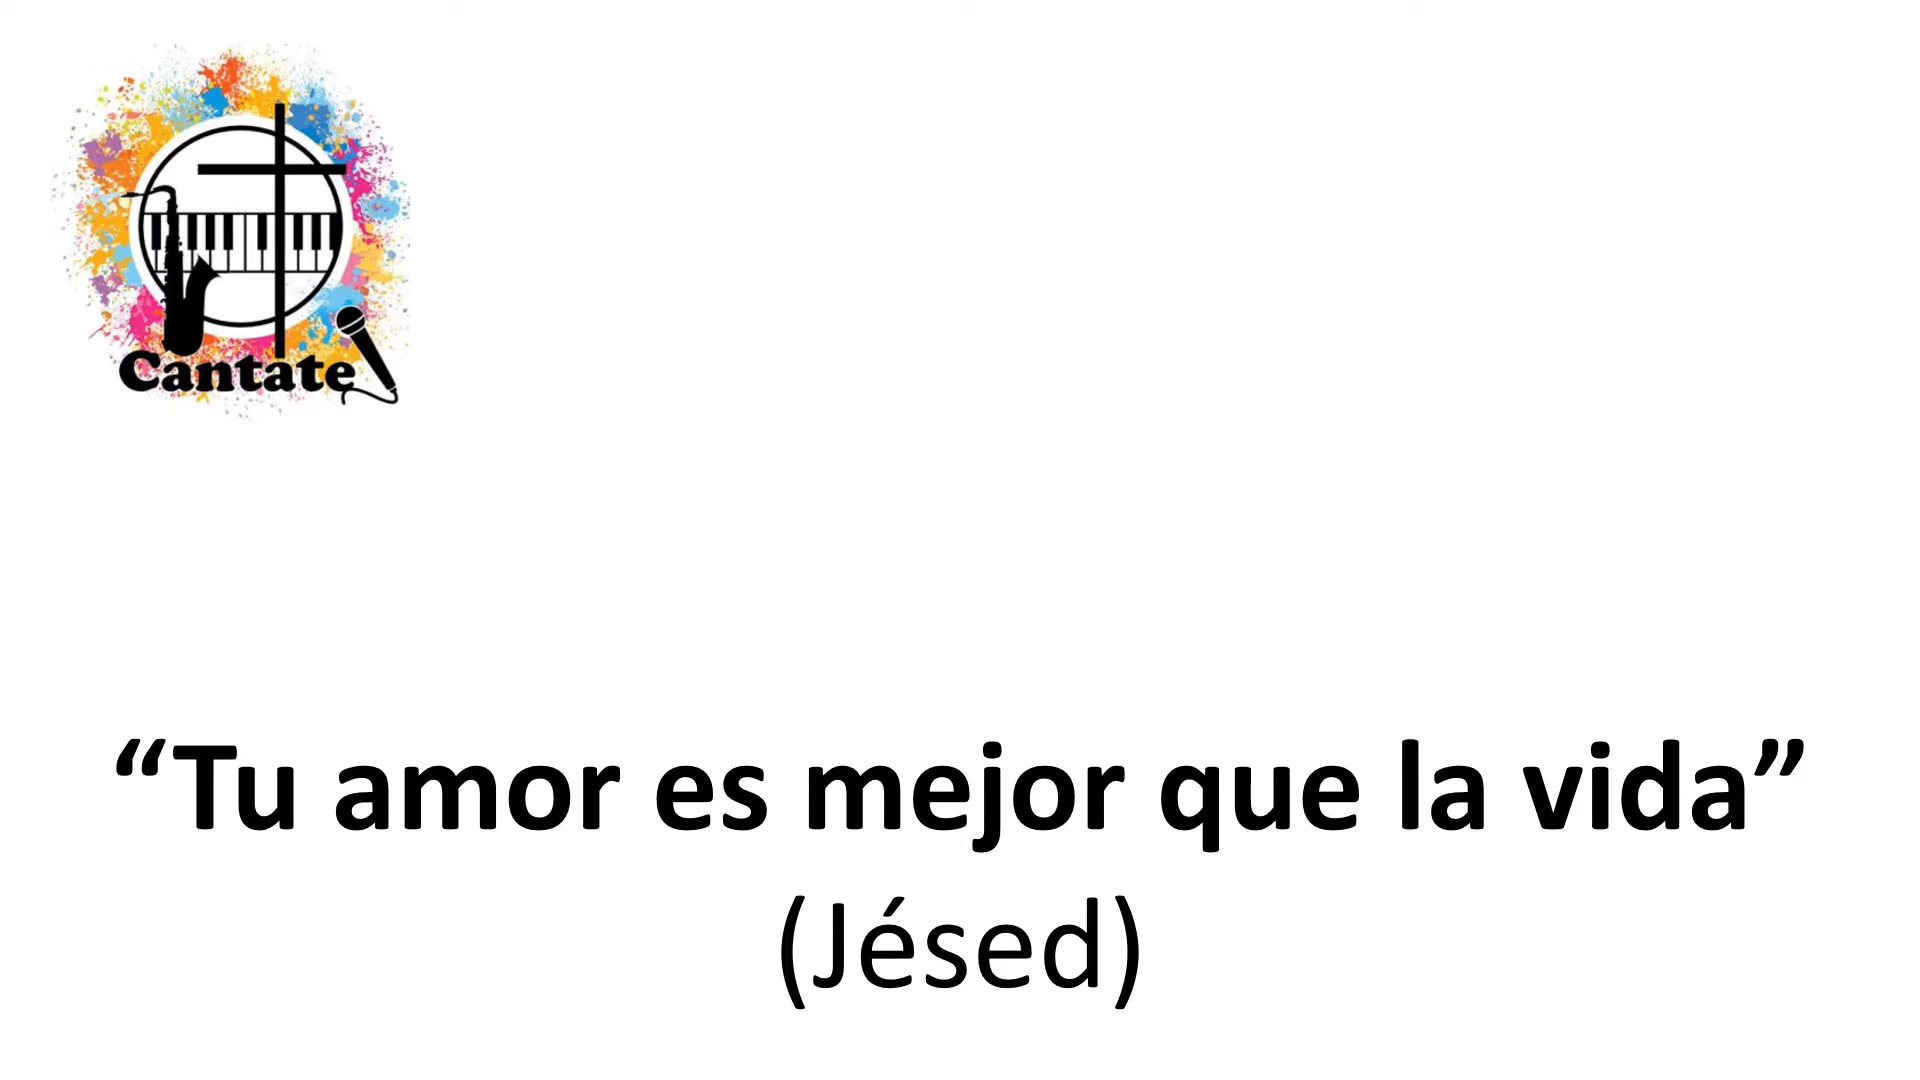 Cantate
“Tu amor es mejor que la vida”
(Jésed)